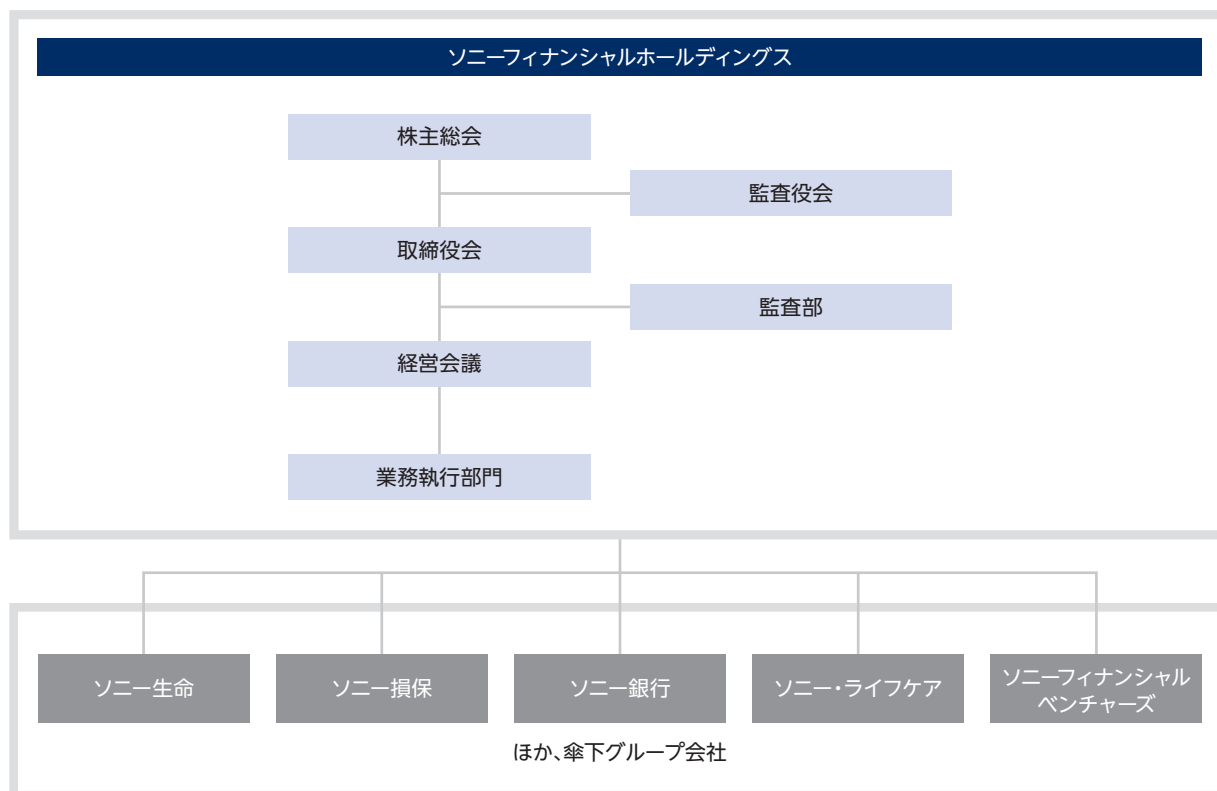 ソニーフィナンシャルホールディングス
株主総会
監査役会
取締役会
監査部
経営会議
業務執行部門
ソニー生命
ソニー損保
ソニー銀行
ソニー・ライフケア
ソニーフィナンシャル
ベンチャーズ
ほか、傘下グループ会社